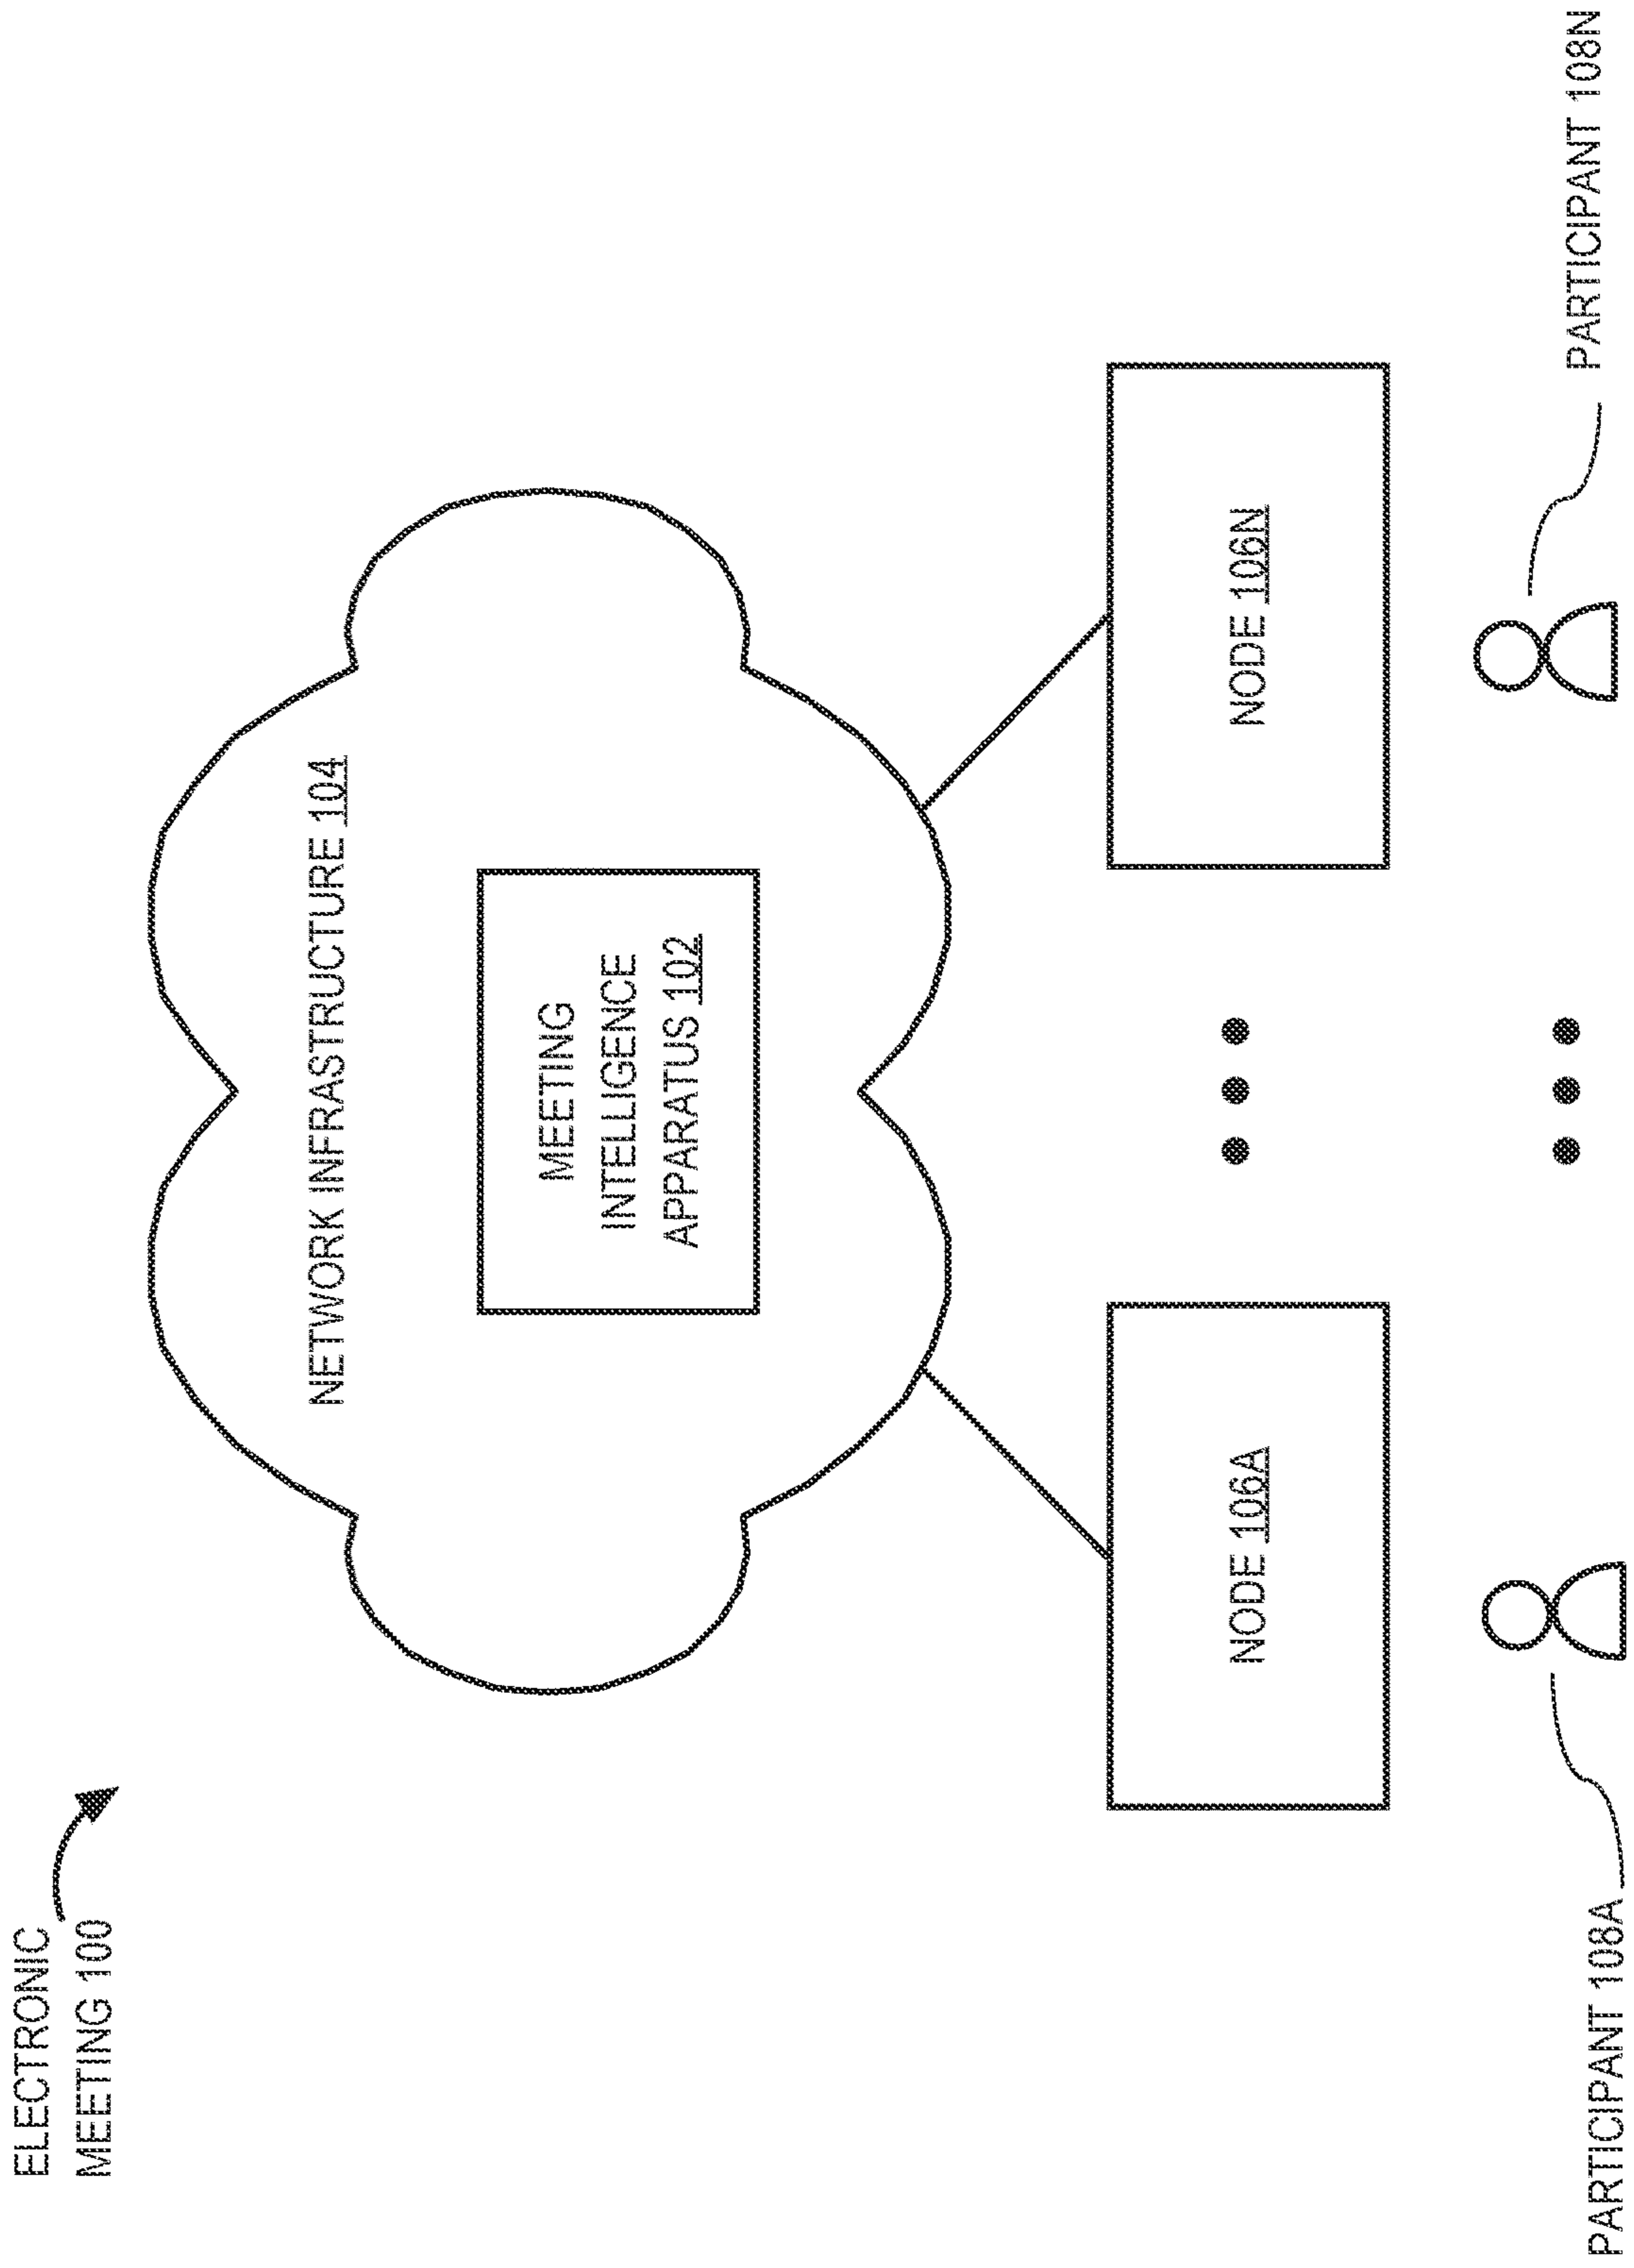 ELECTRONIC
MEETING 100
NETWORK INFRASTRUCTURE 104
MEETING
INTELLIGENCE
APPARATUS 102
NODE 106A
NODE 106N
PARTICIPANT 108A
PARTICIPANT 108N